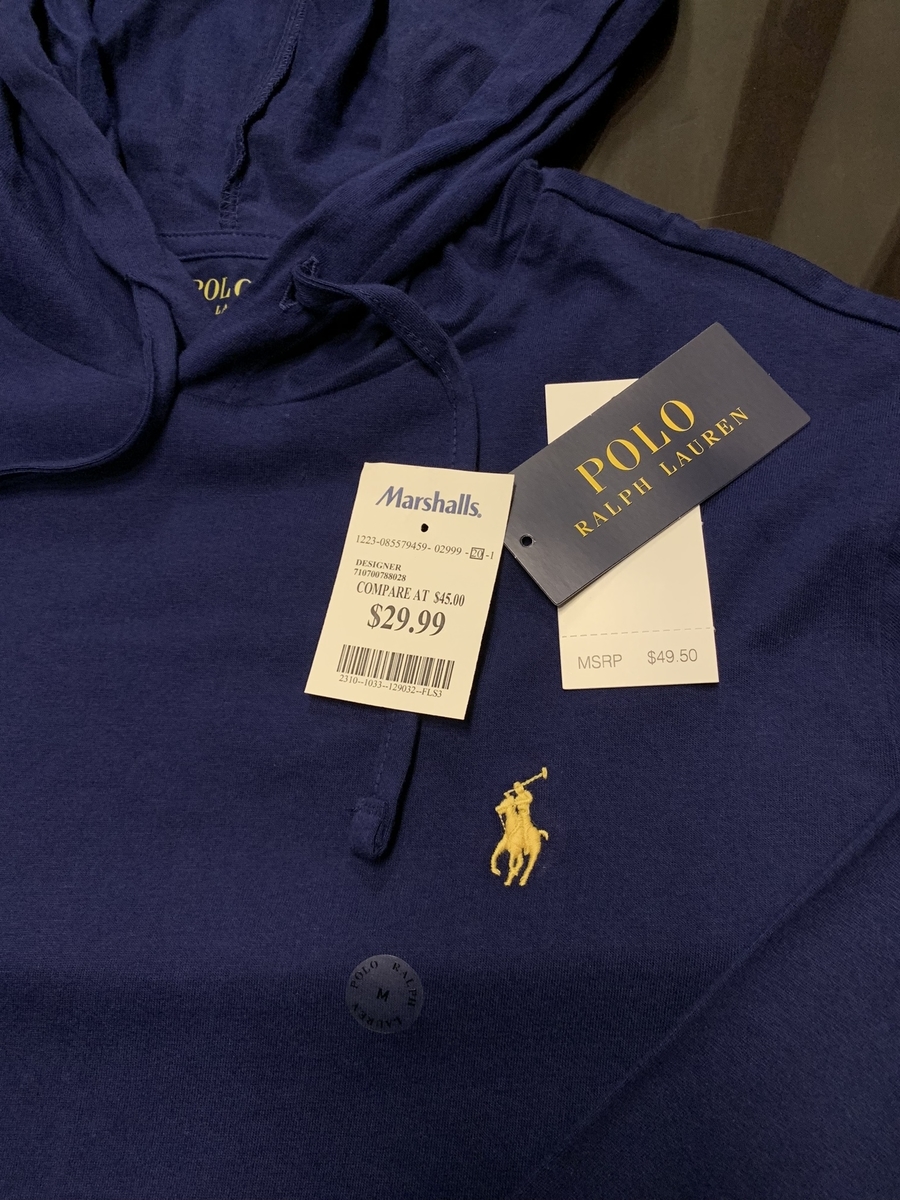 POLO
Marshalls.
1223-085579459- 02999 -20-1
DESIGNER
710700788028
COMPARE AT $45.00
$29.99
2310--1033--129032--FLS3
POLO
RALPH LAUREN
MSRP $49.50
POLO RALPH LAUREN
M